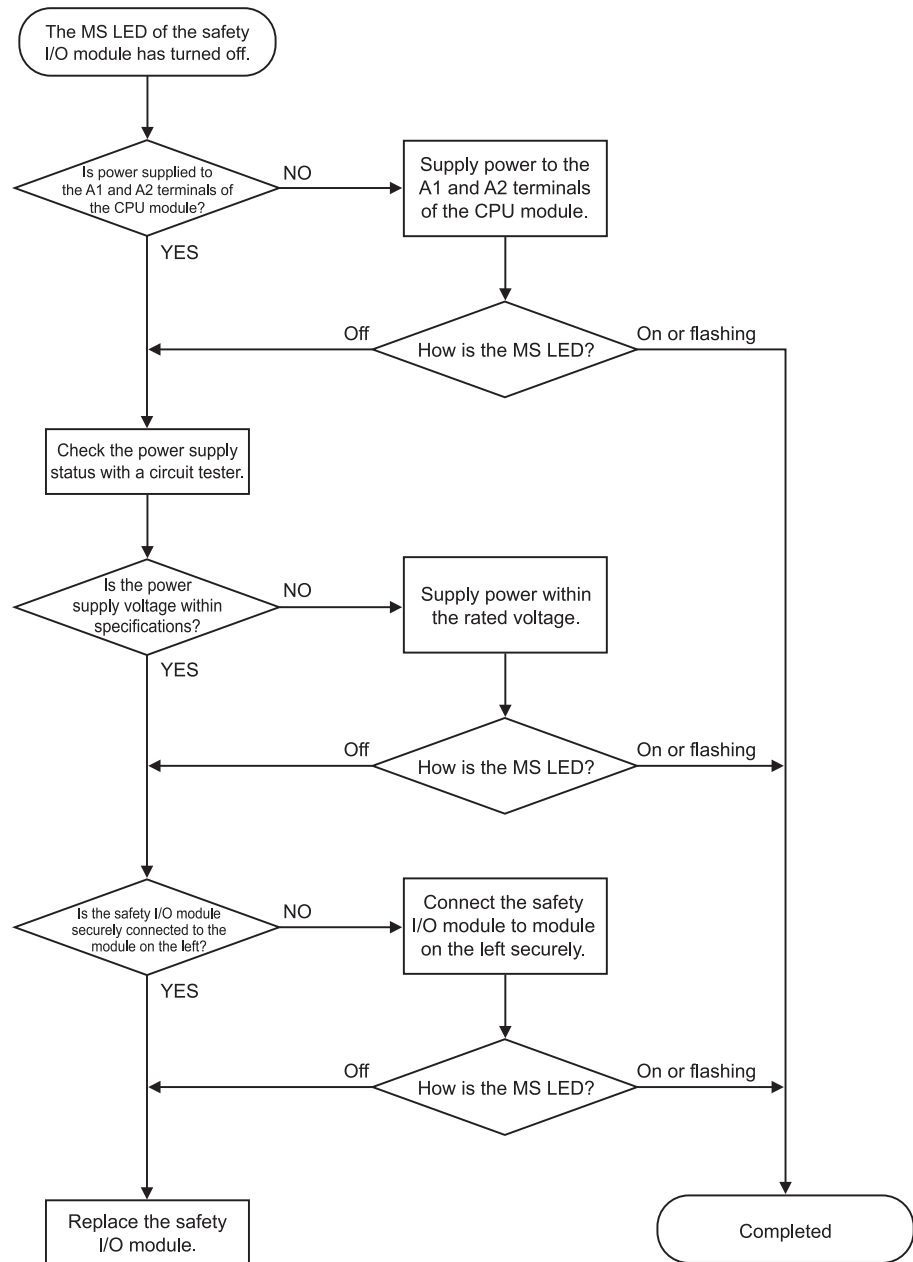 The MS LED of the safety
I/O module has turned off.
Is power supplied to
the A1 and A2 terminals of
the CPU module?
NO
Supply power to the
A1 and A2 terminals
of the CPU module.
YES
Off
How is the MS LED?
On or flashing
Check the power supply
status with a circuit tester.
Is the power
supply voltage within
specifications?
NO
Supply power within
the rated voltage.
YES
Off
How is the MS LED?
On or flashing
Is the safety I/O module
securely connected to the
module on the left?
NO
Connect the safety
I/O module to module
on the left securely.
YES
Off
How is the MS LED?
On or flashing
Replace the safety
I/O module.
Completed